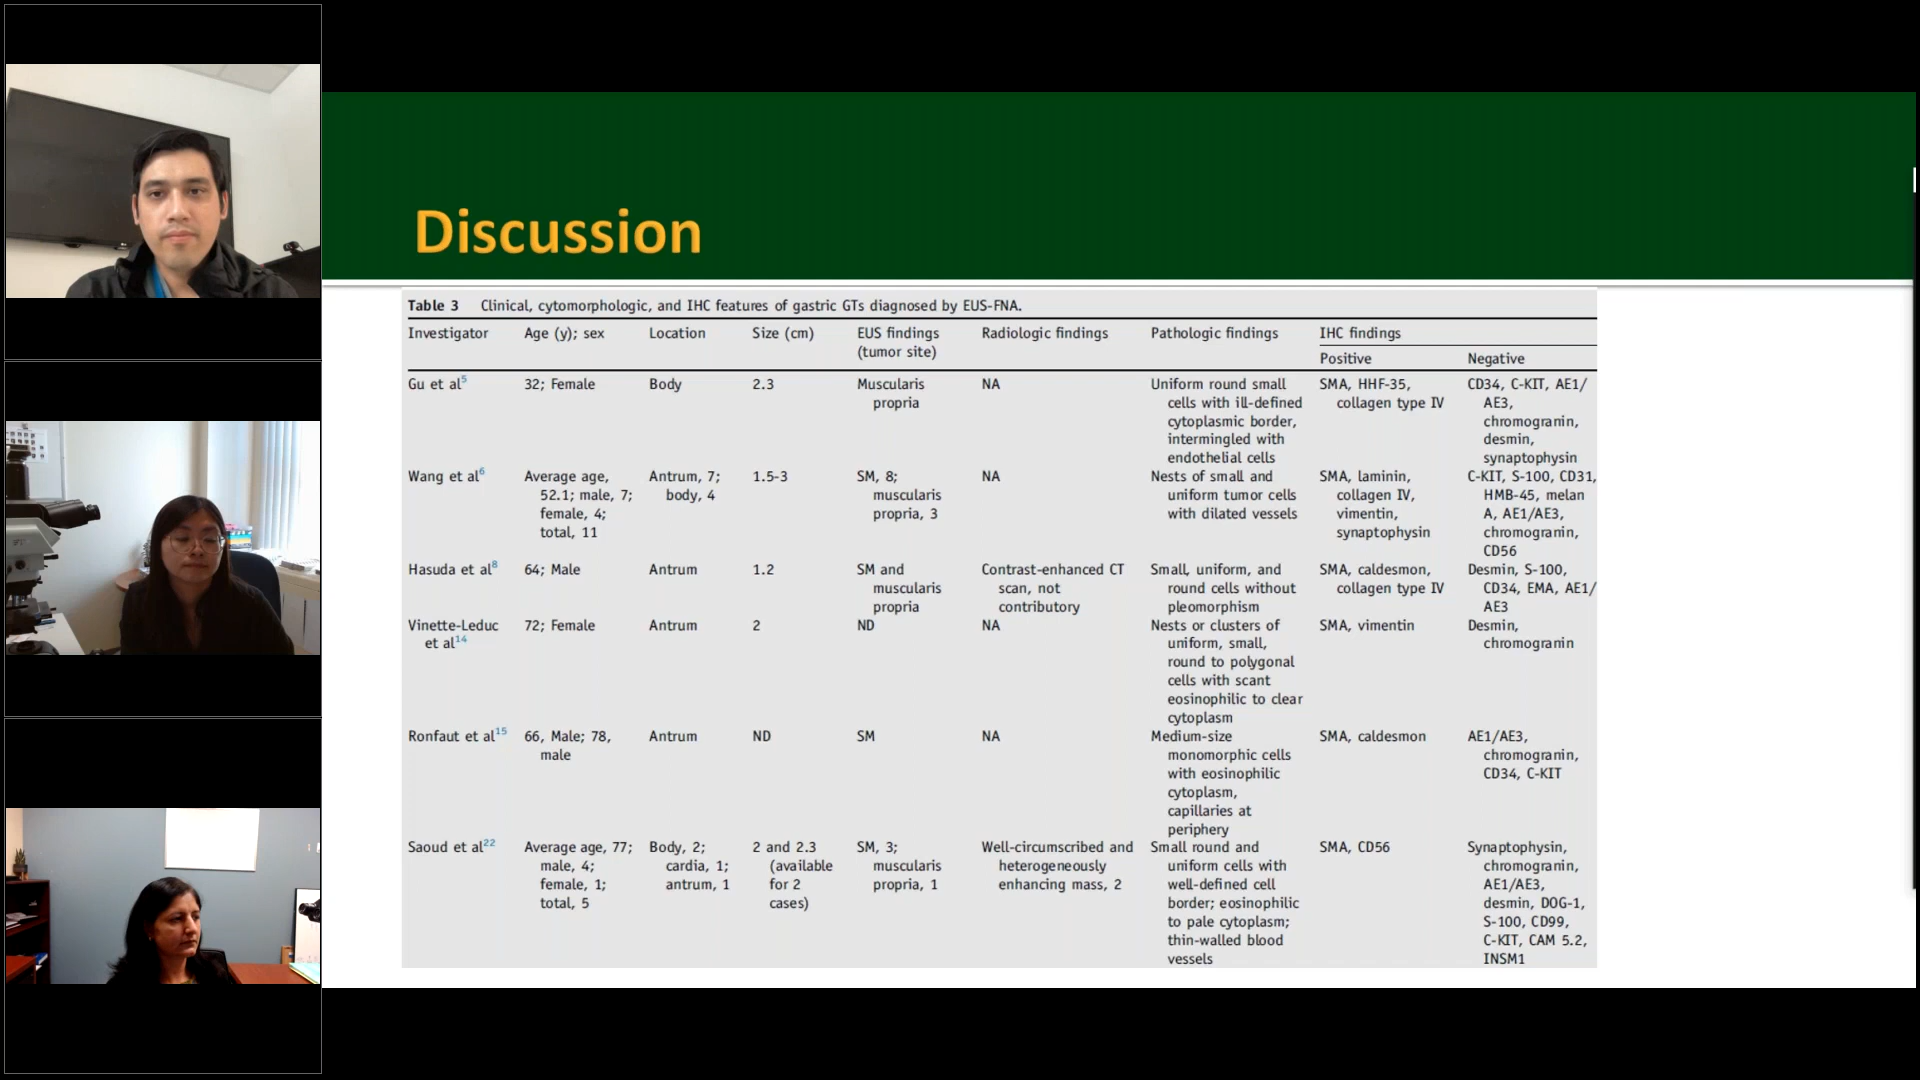 Discussion
Table 3 Clinical, cytomorphologic, and IHC features of gastric GTs diagnosed by EUS-FNA.
Investigator Age (y); sex Location Size (cm) EUS findings (tumor site) Radiologic findings Pathologic findings IHC findings
Positive Negative
Gu et al5 32; Female Body 2.3 Muscularis propria NA Uniform round small cells with ill-defined cytoplasmic border, intermingled with endothelial cells SMA, HHF-35, collagen type IV CD34, C-KIT, AE1/AE3, chromogranin, desmin, synaptophysin
Wang et al6 Average age, 52.1; male, 7; female, 4; total, 11 Antrum, 7; body, 4 1.5-3 SM, 8; muscularis propria, 3 NA Nests of small and uniform tumor cells with dilated vessels SMA, laminin, collagen IV, vimentin, synaptophysin C-KIT, S-100, CD31, HMB-45, melan A, AE1/AE3, chromogranin, CD56
Hasuda et al8 64; Male Antrum 1.2 SM and muscularis propria Contrast-enhanced CT scan, not contributory Small, uniform, and round cells without pleomorphism SMA, caldesmon, collagen type IV Desmin, S-100, CD34, EMA, AE1/AE3
Vinette-Leduc et al14 72; Female Antrum 2 ND NA Nests or clusters of uniform, small, round to polygonal cells with scant eosinophilic to clear cytoplasm SMA, vimentin Desmin, chromogranin
Ronfaut et al15 66, Male; 78, male Antrum ND SM NA Medium-size monomorphic cells with eosinophilic cytoplasm, capillaries at periphery SMA, caldesmon AE1/AE3, chromogranin, CD34, C-KIT
Saoud et al22 Average age, 77; male, 4; female, 1; total, 5 Body, 2; cardia, 1; antrum, 1 2 and 2.3 (available for 2 cases) SM, 3; muscularis propria, 1 Well-circumscribed and heterogeneously enhancing mass, 2 Small round and uniform cells with well-defined cell border; eosinophilic to pale cytoplasm; thin-walled blood vessels SMA, CD56 Synaptophysin, chromogranin, AE1/AE3, desmin, DOG-1, S-100, CD99, C-KIT, CAM 5.2, INSM1